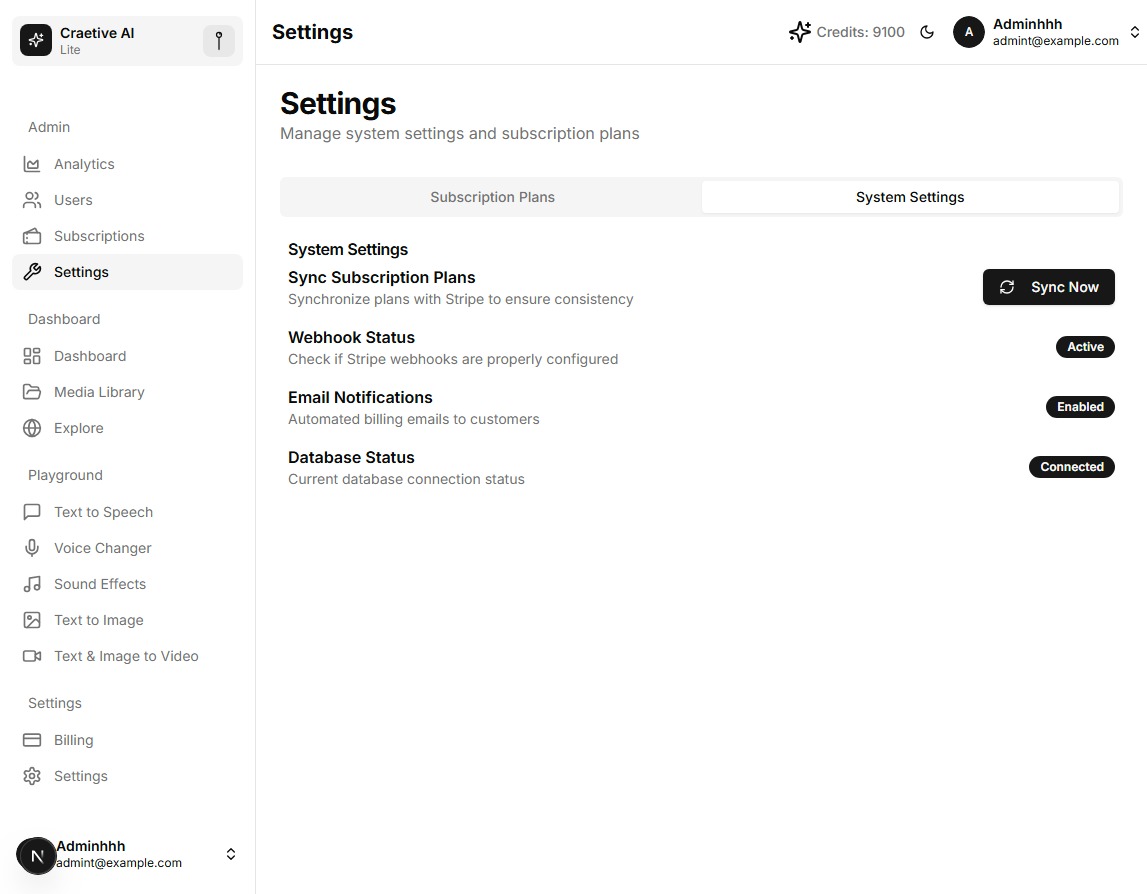 Craetive AI
Lite
Admin
Analytics
Users
Subscriptions
Settings
Dashboard
Dashboard
Media Library
Explore
Playground
Text to Speech
Voice Changer
Sound Effects
Text to Image
Text & Image to Video
Settings
Billing
Settings
N
Adminhhh
admint@example.com
Settings
Credits: 9100
A
Adminhhh
admint@example.com
Settings
Manage system settings and subscription plans
Subscription Plans
System Settings
System Settings
Sync Subscription Plans
Synchronize plans with Stripe to ensure consistency
Sync Now
Webhook Status
Check if Stripe webhooks are properly configured
Active
Email Notifications
Automated billing emails to customers
Enabled
Database Status
Current database connection status
Connected